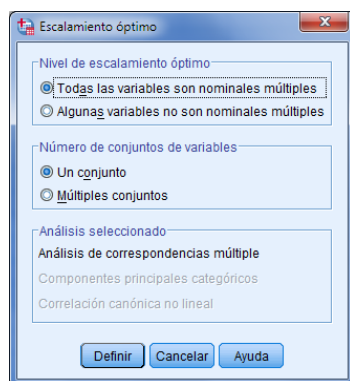 Escalamiento óptimo
Nivel de escalamiento óptimo
Todas las variables son nominales múltiples
Algunas variables no son nominales múltiples
Número de conjuntos de variables
Un conjunto
Múltiples conjuntos
Análisis seleccionado
Análisis de correspondencias múltiple
Componentes principales categóricos
Correlación canónica no lineal
Definir Cancelar Ayuda